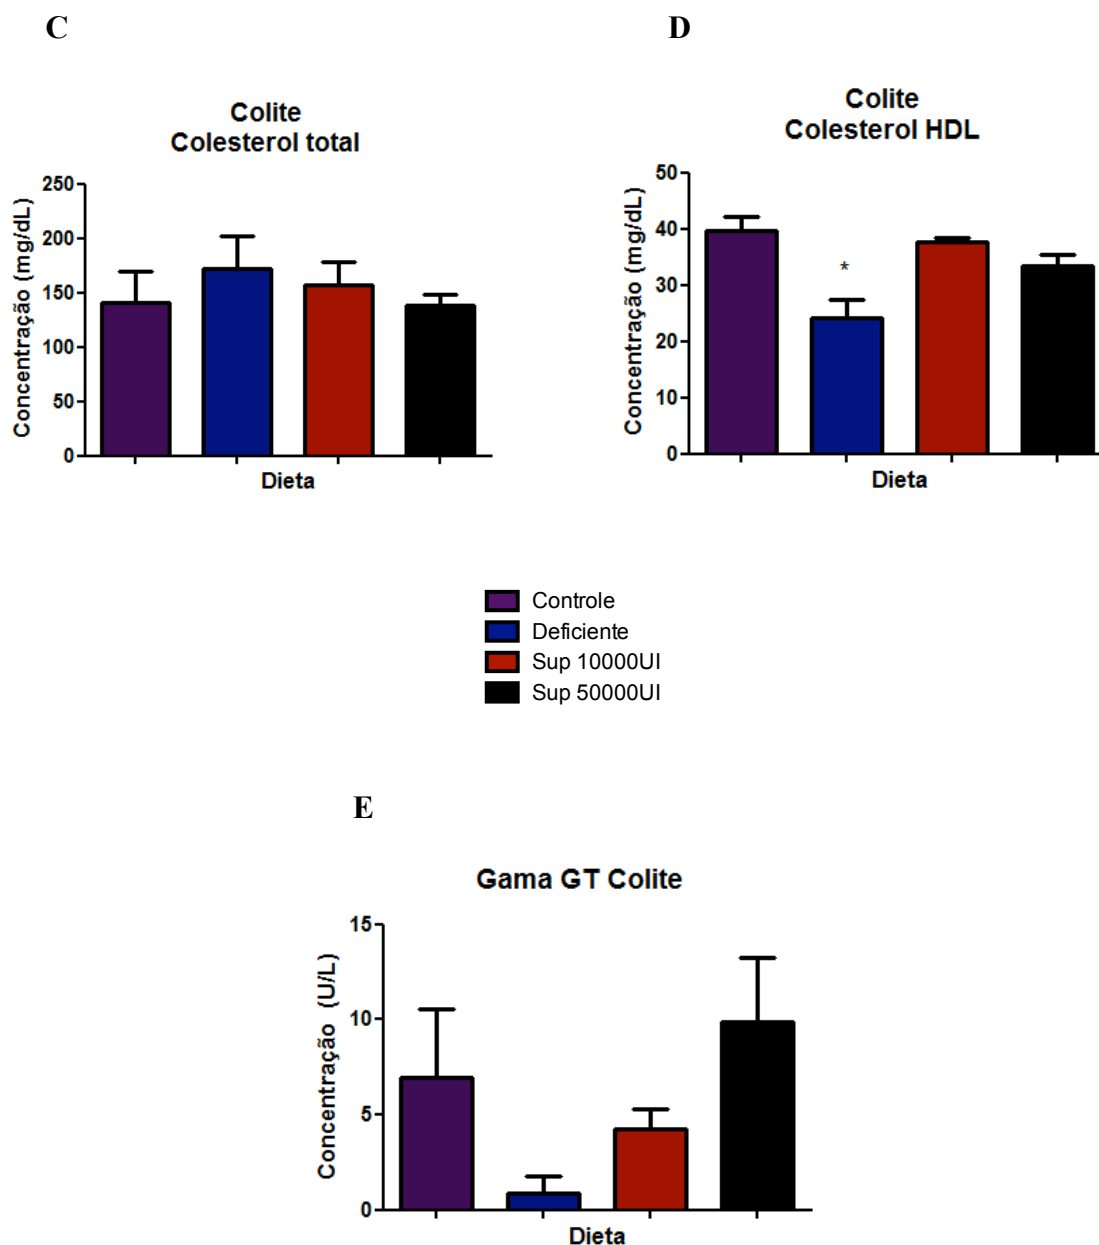 C
Colite
Colesterol total
Concentração (mg/dL)
250
200
150
100
50
0
Dieta
D
Colite
Colesterol HDL
Concentração (mg/dL)
50
40
30
20
10
0
*
Dieta
Controle
Deficiente
Sup 10000UI
Sup 50000UI
E
Gama GT Colite
Concentração (U/L)
15
10
5
0
Dieta